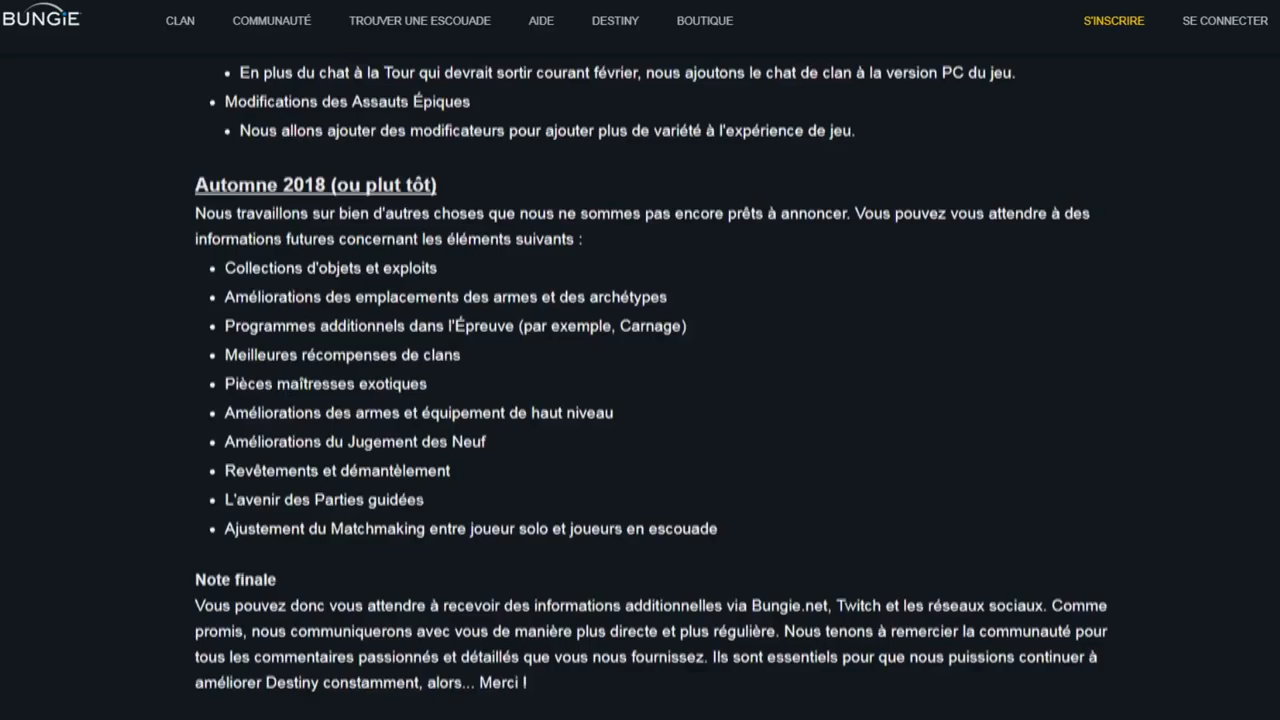 BUNGiE
CLAN
COMMUNAUTÉ
TROUVER UNE ESCOUADE
AIDE
DESTINY
BOUTIQUE
S'INSCRIRE
SE CONNECTER
• En plus du chat à la Tour qui devrait sortir courant février, nous ajoutons le chat de clan à la version PC du jeu.
• Modifications des Assauts Épiques
• Nous allons ajouter des modificateurs pour ajouter plus de variété à l'expérience de jeu.
Automne 2018 (ou plut tôt)
Nous travaillons sur bien d'autres choses que nous ne sommes pas encore prêts à annoncer. Vous pouvez vous attendre à des
informations futures concernant les éléments suivants :
• Collections d'objets et exploits
• Améliorations des emplacements des armes et des archétypes
• Programmes additionnels dans l'Épreuve (par exemple, Carnage)
• Meilleures récompenses de clans
• Pièces maîtresses exotiques
• Améliorations des armes et équipement de haut niveau
• Améliorations du Jugement des Neuf
• Revêtements et démantèlement
• L'avenir des Parties guidées
• Ajustement du Matchmaking entre joueur solo et joueurs en escouade
Note finale
Vous pouvez donc vous attendre à recevoir des informations additionnelles via Bungie.net, Twitch et les réseaux sociaux. Comme
promis, nous communiquerons avec vous de manière plus directe et plus régulière. Nous tenons à remercier la communauté pour
tous les commentaires passionnés et détaillés que vous nous fournissez. Ils sont essentiels pour que nous puissions continuer à
améliorer Destiny constamment, alors... Merci !